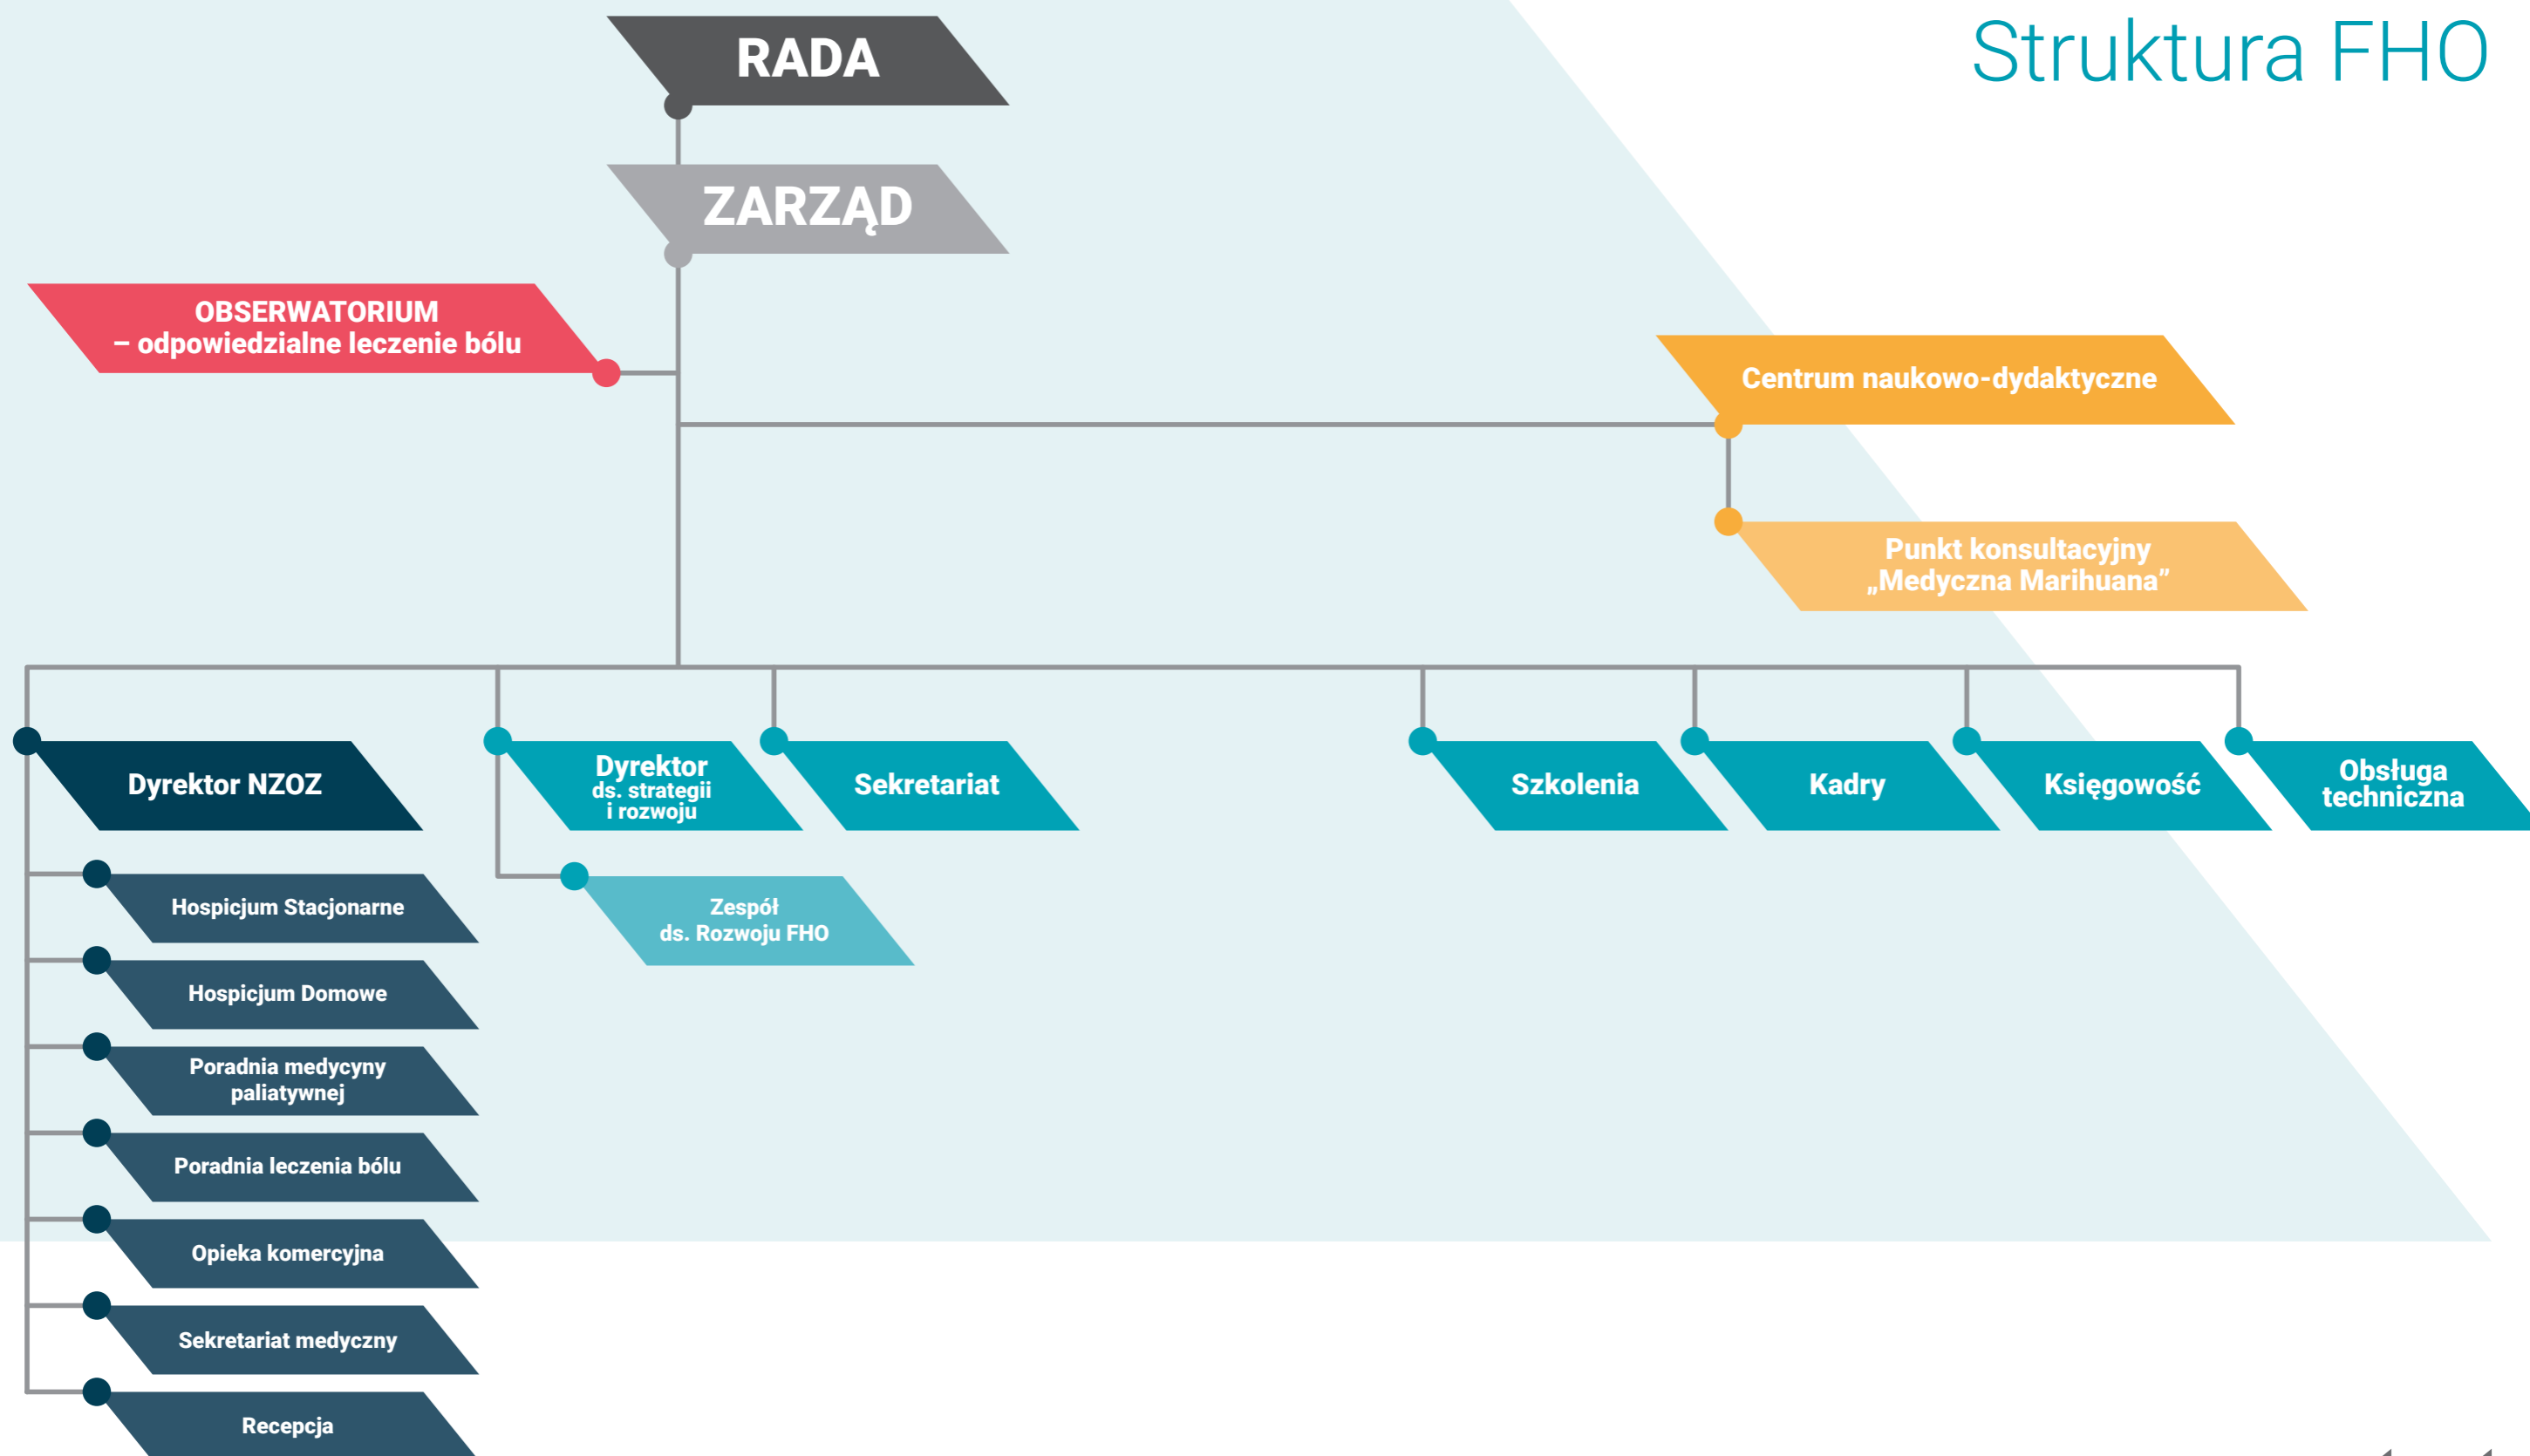 Struktura FHO
RADA
ZARZĄD
OBSERWATORIUM
– odpowiedzialne leczenie bólu
Centrum naukowo-dydaktyczne
Punkt konsultacyjny
„Medyczna Marihuana”
Dyrektor NZOZ
Dyrektor
ds. strategii
i rozwoju
Sekretariat
Szkolenia
Kadry
Księgowość
Obsługa
techniczna
Zespół
ds. Rozwoju FHO
Hospicjum Stacjonarne
Hospicjum Domowe
Poradnia medycyny
paliatywnej
Poradnia leczenia bólu
Opieka komercyjna
Sekretariat medyczny
Recepcja